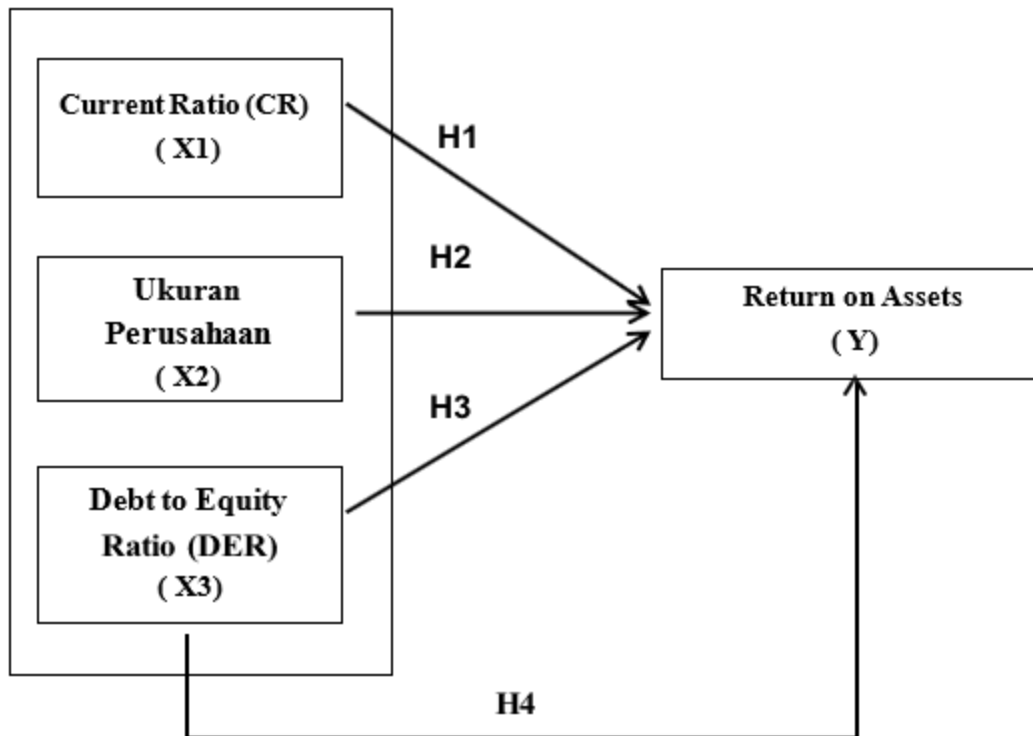 Current Ratio (CR)
( X1)
H1
Ukuran
Perusahaan
( X2)
H2
Return on Assets
( Y)
Debt to Equity
Ratio (DER)
( X3)
H3
H4